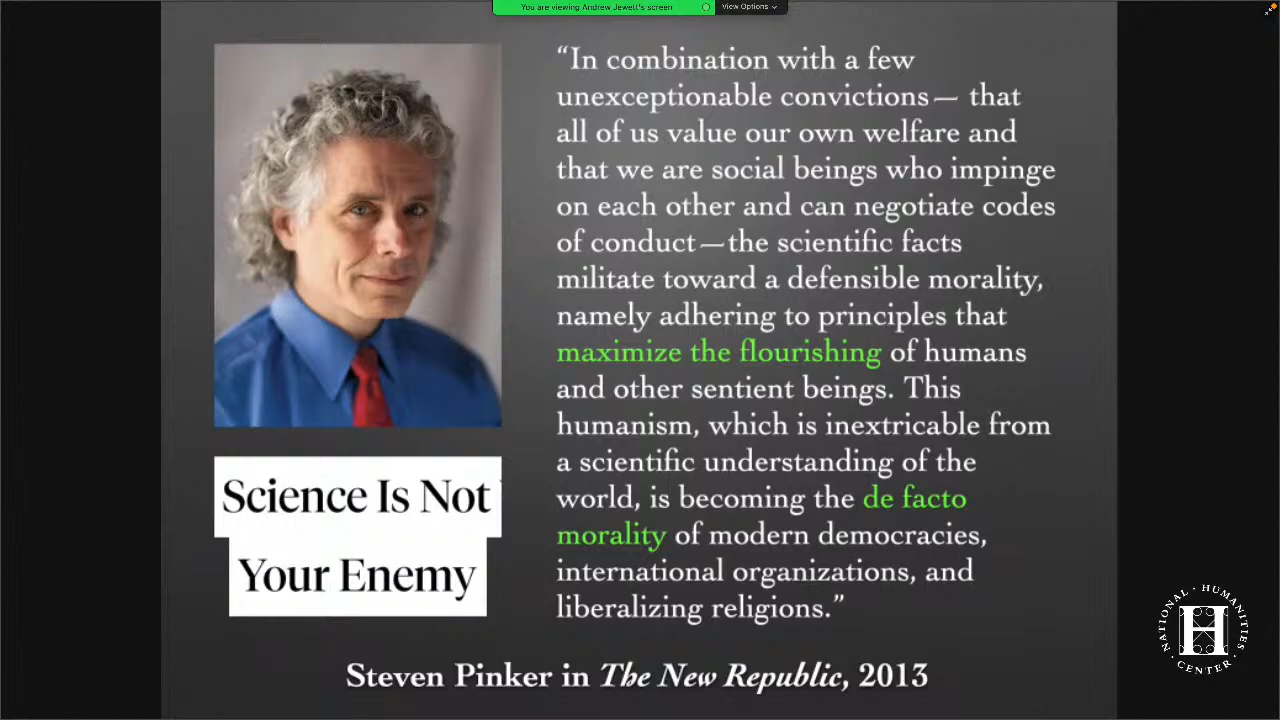 You are viewing Andrew Jewett's screen
View Options
“In combination with a few
unexceptionable convictions— that
all of us value our own welfare and
that we are social beings who impinge
on each other and can negotiate codes
of conduct—the scientific facts
militate toward a defensible morality,
namely adhering to principles that
maximize the flourishing of humans
and other sentient beings. This
humanism, which is inextricable from
a scientific understanding of the
world, is becoming the de facto
morality of modern democracies,
international organizations, and
liberalizing religions.”
Science Is Not
Your Enemy
Steven Pinker in The New Republic, 2013
NATIONAL · HUMANITIES · CENTER ·
H